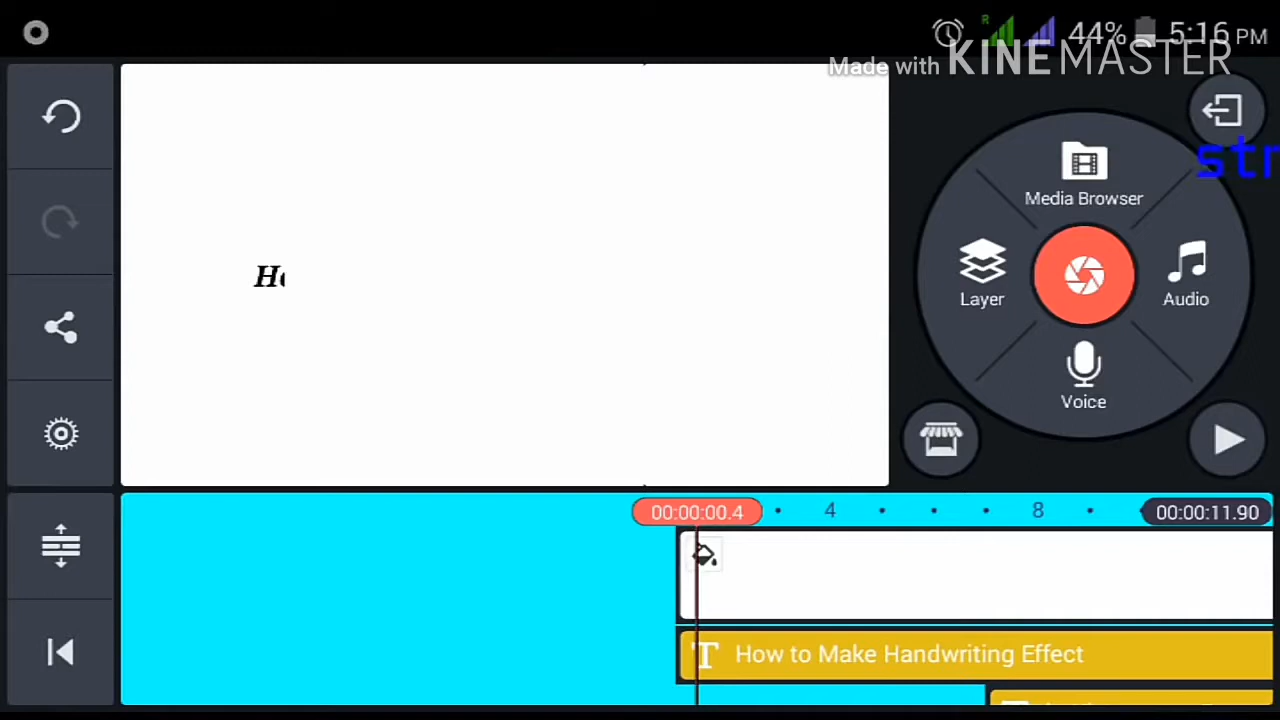 44% 5:16 PM
Made with KINEMASTER
str
Media Browser
Layer
Audio
Voice
H
00:00:00.4
4
8
00:00:11.90
T How to Make Handwriting Effect